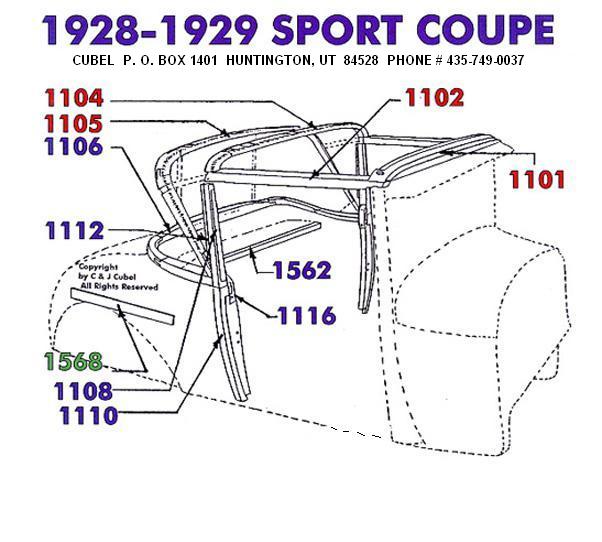 1928-1929 SPORT COUPE
CUBEL P. O. BOX 1401 HUNTINGTON, UT 84528 PHONE # 435-749-0037
1104
1102
1105
1106
1101
1112
1562
Copyright
by C & J Cubel
All Rights Reserved
1116
1568
1108
1110